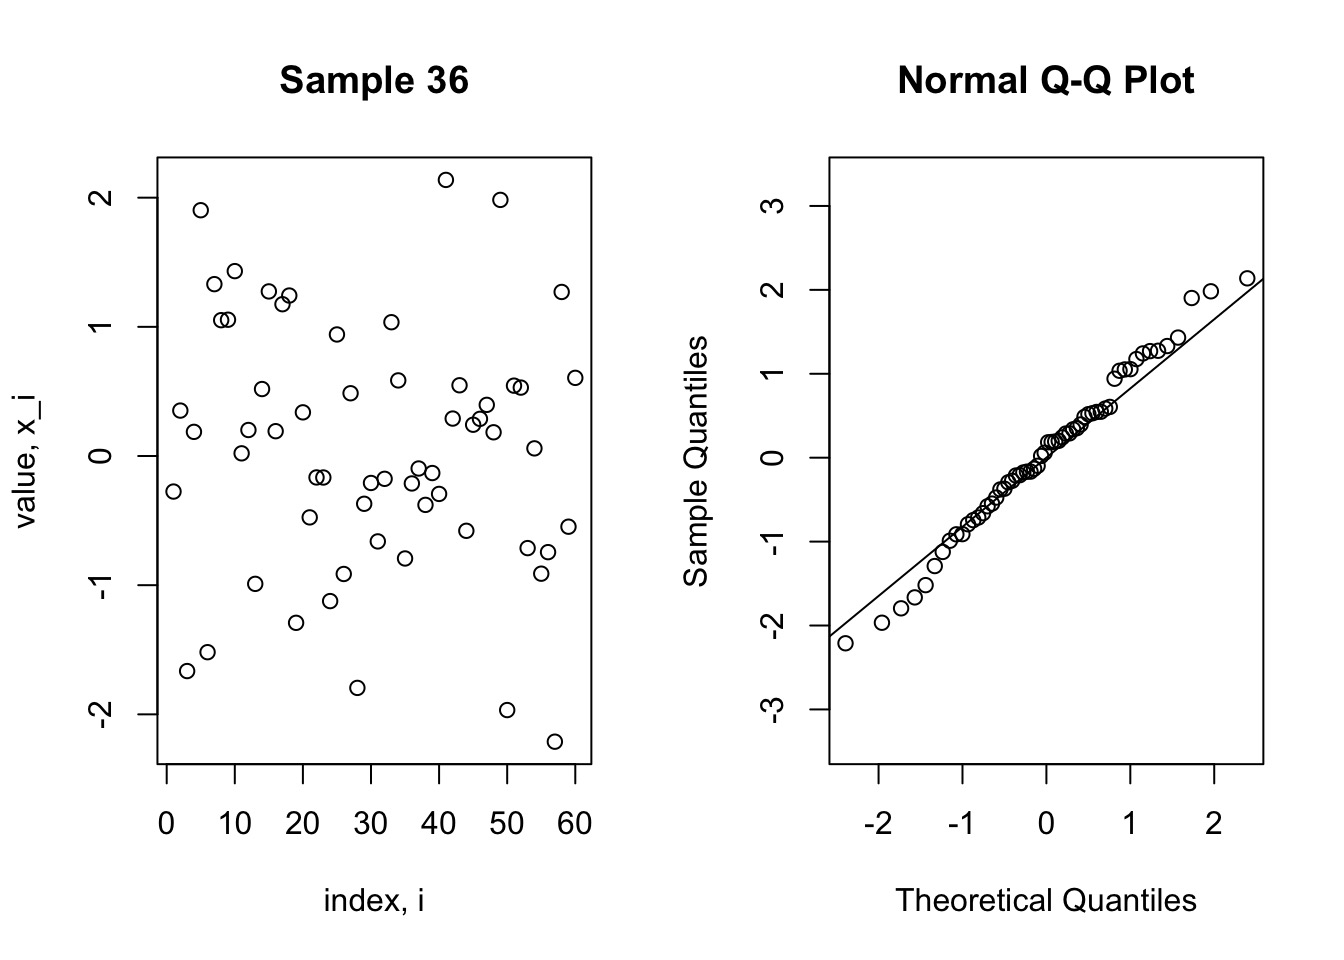 Sample 36
value, x_i
2
1
0
-1
-2
0 10 20 30 40 50 60
index, i
Normal Q-Q Plot
Sample Quantiles
3
2
1
0
-1
-2
-3
-2 -1 0 1 2
Theoretical Quantiles